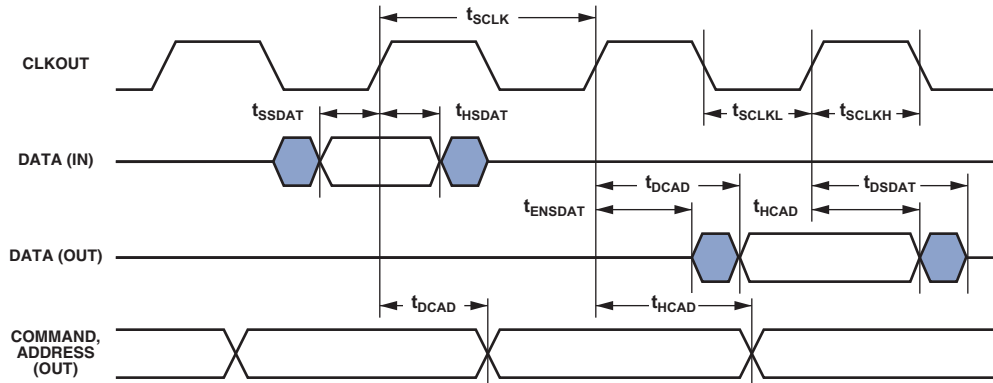 tSCLK
CLKOUT
tSSDAT
tHSDAT
tSCLKL
tSCLKH
DATA (IN)
tDCAD
tDSDAT
tENSDAT
tHCAD
DATA (OUT)
tDCAD
tHCAD
COMMAND,
ADDRESS
(OUT)